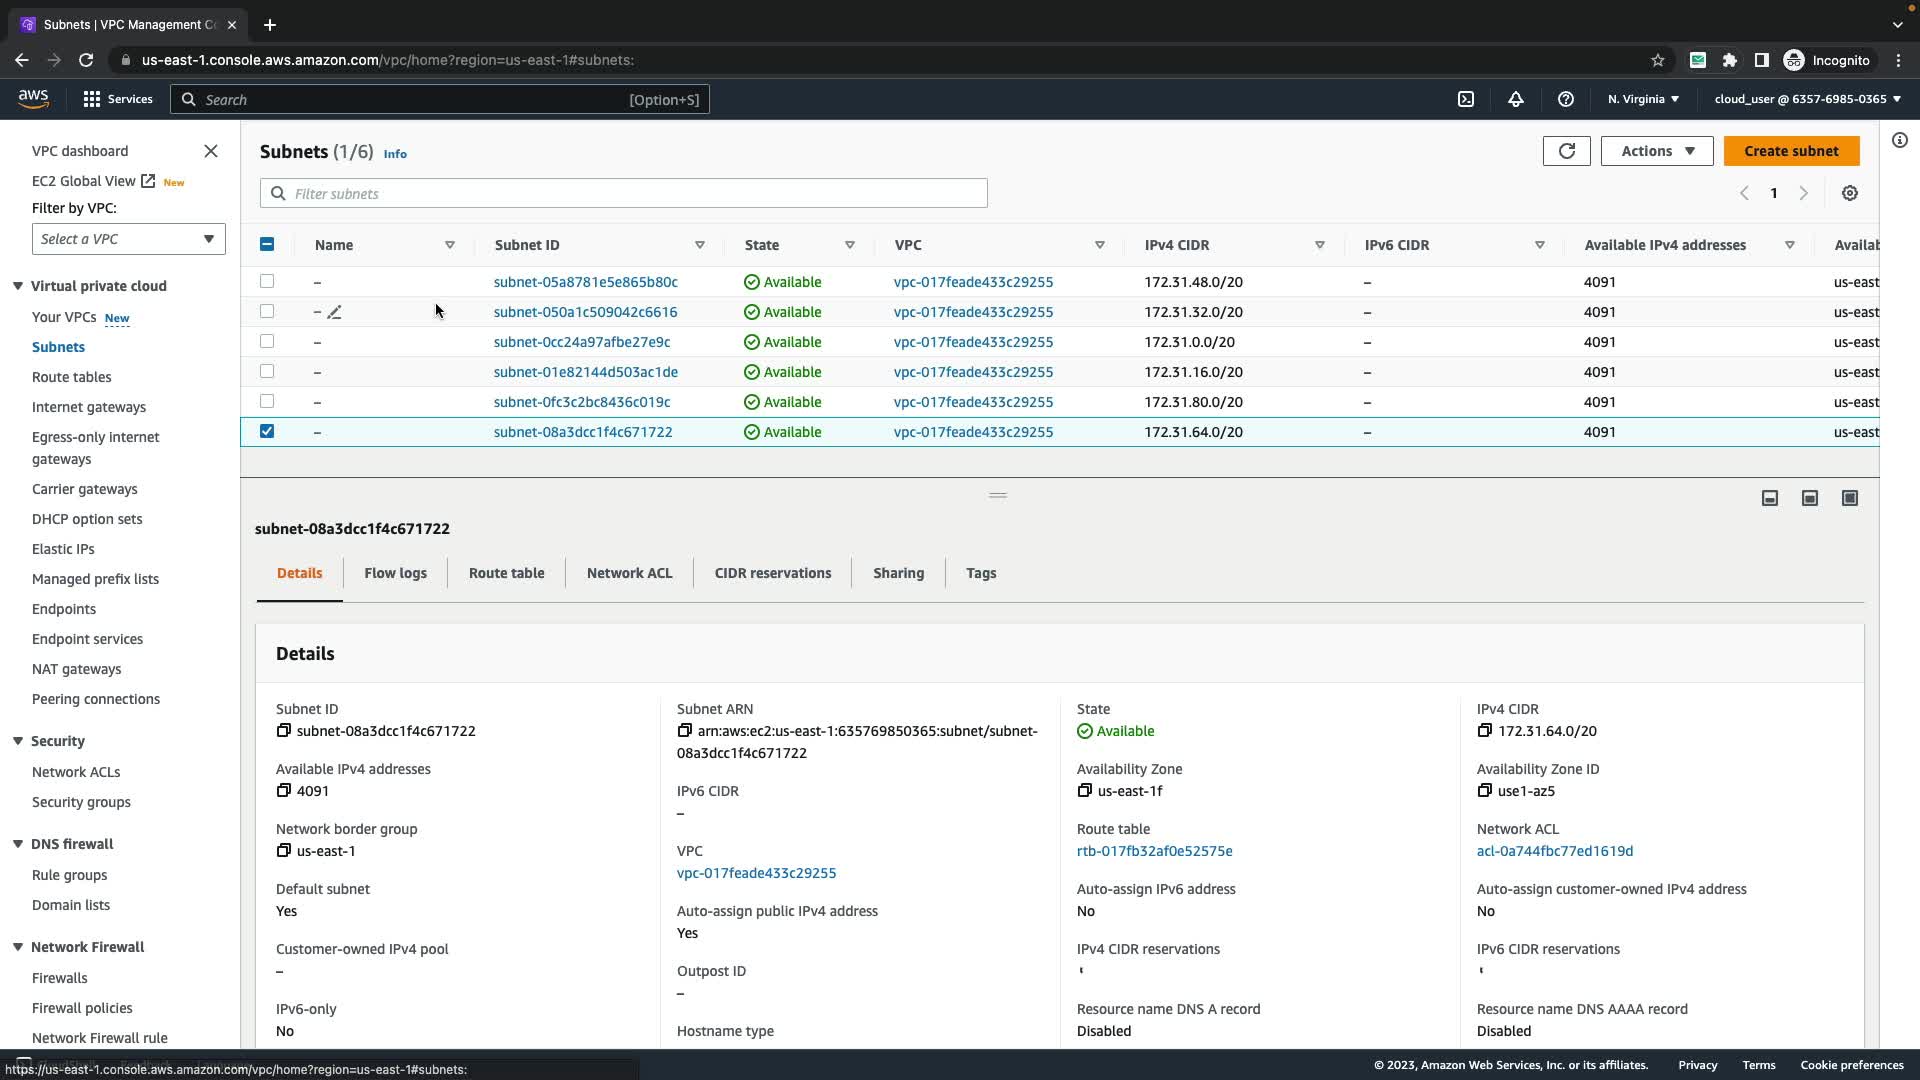 Subnets | VPC Management Co
us-east-1.console.aws.amazon.com/vpc/home?region=us-east-1#subnets:
Incognito
aws
Services
Search
[Option+S]
N. Virginia
cloud_user @ 6357-6985-0365
VPC dashboard
EC2 Global View New
Filter by VPC:
Select a VPC
Virtual private cloud
Your VPCs New
Subnets
Route tables
Internet gateways
Egress-only internet
gateways
Carrier gateways
DHCP option sets
Elastic IPs
Managed prefix lists
Endpoints
Endpoint services
NAT gateways
Peering connections
Security
Network ACLs
Security groups
DNS firewall
Rule groups
Domain lists
Network Firewall
Firewalls
Firewall policies
Network Firewall rule
Subnets (1/6) Info
Actions
Create subnet
Filter subnets
1
Name Subnet ID State VPC IPv4 CIDR IPv6 CIDR Available IPv4 addresses Availab
– subnet-05a8781e5e865b80c Available vpc-017feade433c29255 172.31.48.0/20 – 4091 us-east
– subnet-050a1c509042c6616 Available vpc-017feade433c29255 172.31.32.0/20 – 4091 us-east
– subnet-0cc24a97afbe27e9c Available vpc-017feade433c29255 172.31.0.0/20 – 4091 us-east
– subnet-01e82144d503ac1de Available vpc-017feade433c29255 172.31.16.0/20 – 4091 us-east
– subnet-0fc3c2bc8436c019c Available vpc-017feade433c29255 172.31.80.0/20 – 4091 us-east
– subnet-08a3dcc1f4c671722 Available vpc-017feade433c29255 172.31.64.0/20 – 4091 us-east
subnet-08a3dcc1f4c671722
Details Flow logs Route table Network ACL CIDR reservations Sharing Tags
Details
Subnet ID
subnet-08a3dcc1f4c671722
Available IPv4 addresses
4091
Network border group
us-east-1
Default subnet
Yes
Customer-owned IPv4 pool
–
IPv6-only
No
Subnet ARN
arn:aws:ec2:us-east-1:635769850365:subnet/subnet-
08a3dcc1f4c671722
IPv6 CIDR
–
VPC
vpc-017feade433c29255
Auto-assign public IPv4 address
Yes
Outpost ID
–
Hostname type
State
Available
Availability Zone
us-east-1f
Route table
rtb-017fb32af0e52575e
Auto-assign IPv6 address
No
IPv4 CIDR reservations
Resource name DNS A record
Disabled
IPv4 CIDR
172.31.64.0/20
Availability Zone ID
use1-az5
Network ACL
acl-0a744fbc77ed1619d
Auto-assign customer-owned IPv4 address
No
IPv6 CIDR reservations
Resource name DNS AAAA record
Disabled
https://us-east-1.console.aws.amazon.com/vpc/home?region=us-east-1#subnets:
© 2023, Amazon Web Services, Inc. or its affiliates. Privacy Terms Cookie preferences